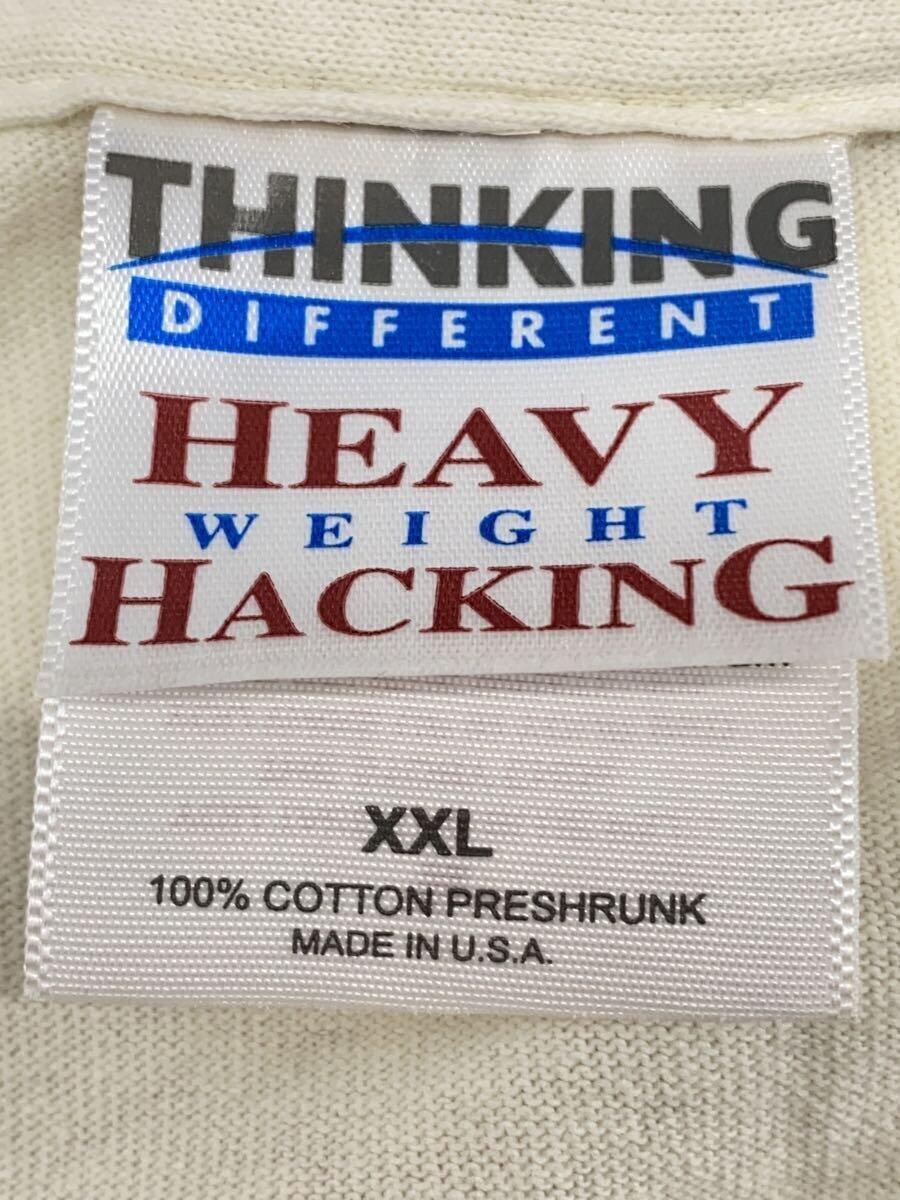 THINKING
DIFFERENT
HEAVY
WEIGHT
HACKING
XXL
100% COTTON PRESHRUNK
MADE IN U.S.A.